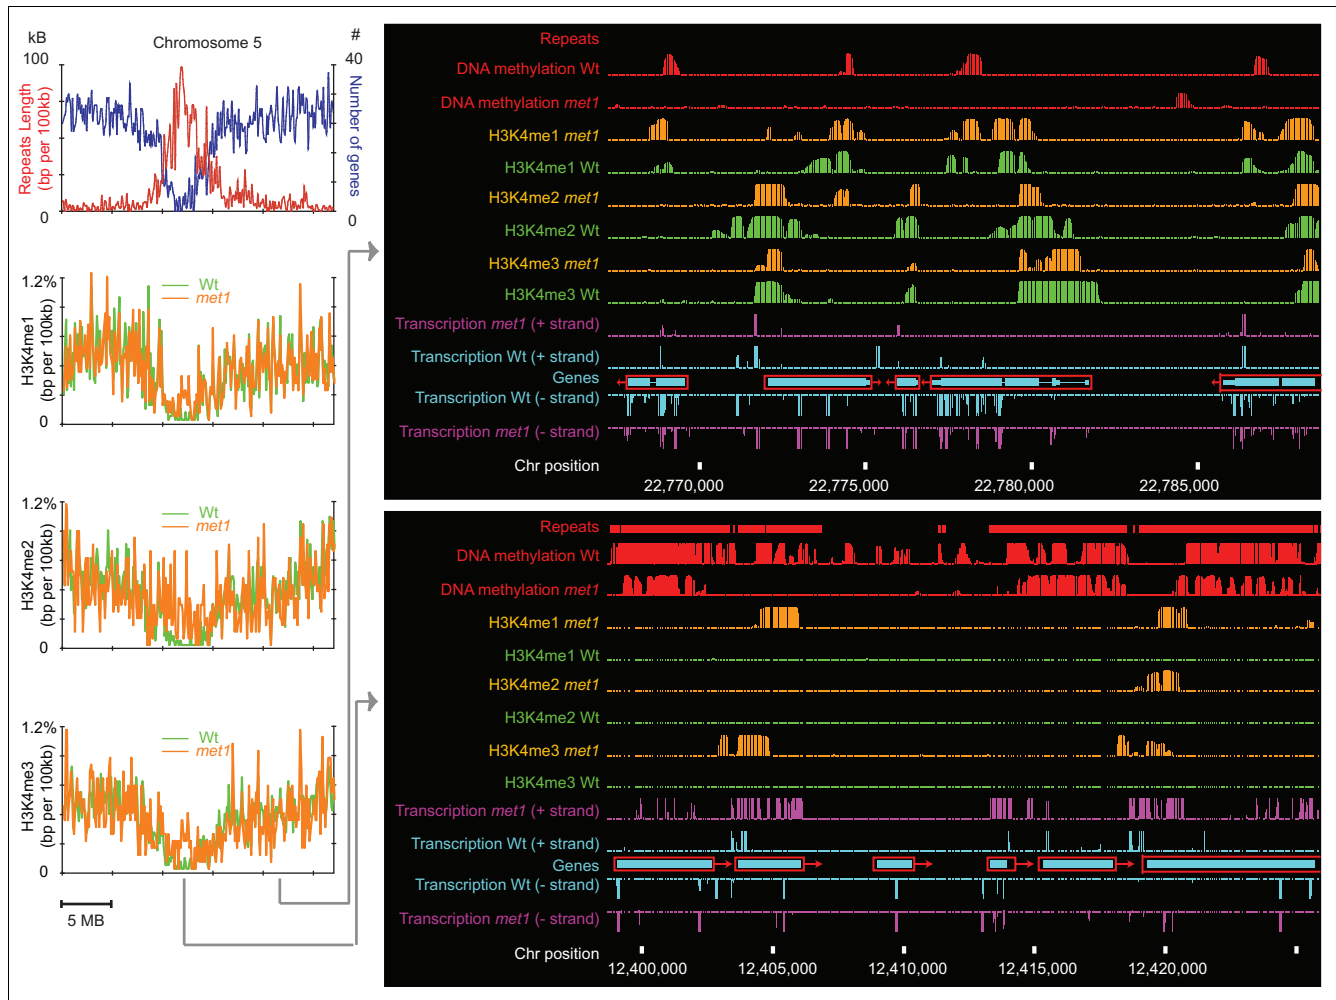 kB
Chromosome 5
#
100
40
Repeats Length
(bp per 100kb)
Number of genes
0
0
1.2%
Wt
met1
H3K4me1
(bp per 100kb)
0
1.2%
Wt
met1
H3K4me2
(bp per 100kb)
0
1.2%
Wt
met1
H3K4me3
(bp per 100kb)
0
5 MB
Repeats
DNA methylation Wt
DNA methylation met1
H3K4me1 met1
H3K4me1 Wt
H3K4me2 met1
H3K4me2 Wt
H3K4me3 met1
H3K4me3 Wt
Transcription met1 (+ strand)
Transcription Wt (+ strand)
Genes
Transcription Wt (- strand)
Transcription met1 (- strand)
Chr position
22,770,000 22,775,000 22,780,000 22,785,000
Repeats
DNA methylation Wt
DNA methylation met1
H3K4me1 met1
H3K4me1 Wt
H3K4me2 met1
H3K4me2 Wt
H3K4me3 met1
H3K4me3 Wt
Transcription met1 (+ strand)
Transcription Wt (+ strand)
Genes
Transcription Wt (- strand)
Transcription met1 (- strand)
Chr position
12,400,000 12,405,000 12,410,000 12,415,000 12,420,000